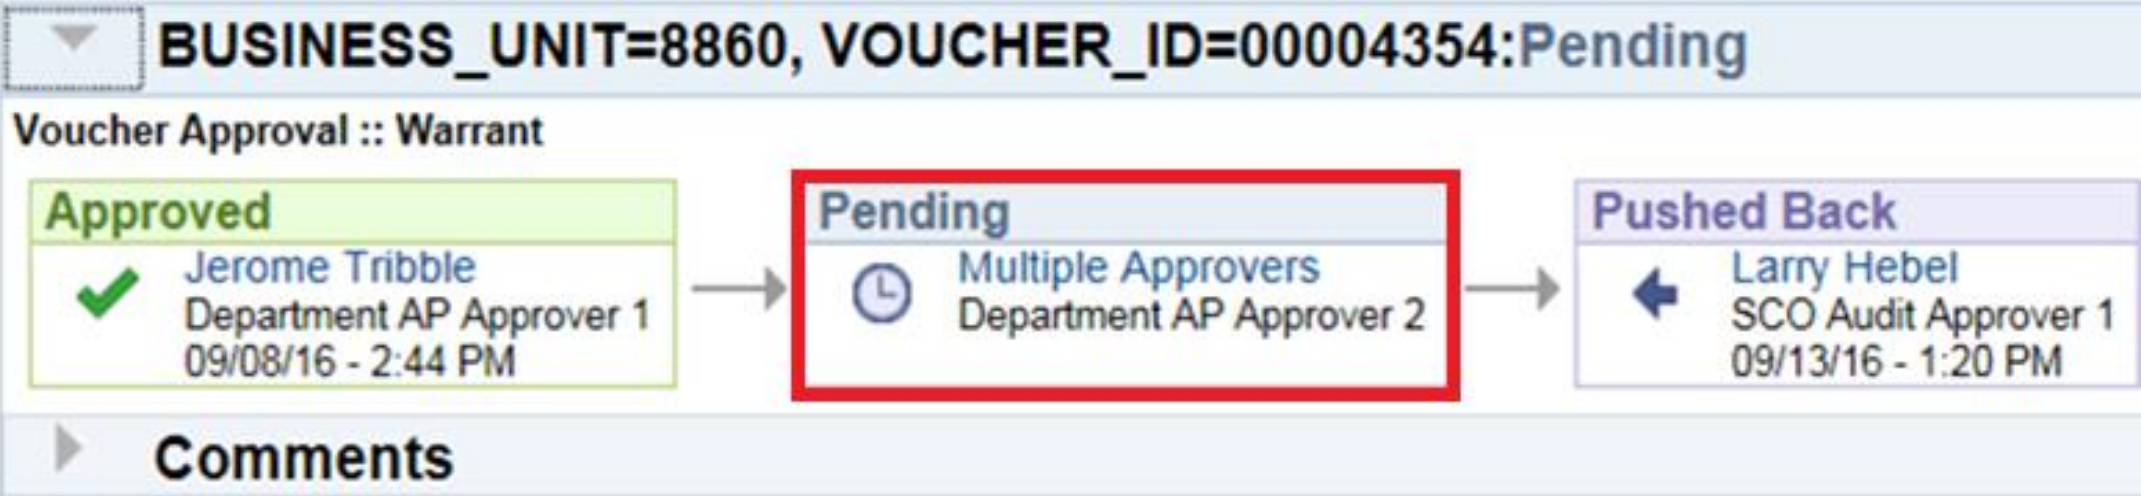 BUSINESS_UNIT=8860, VOUCHER_ID=00004354:Pending
Voucher Approval :: Warrant
Approved
Jerome Tribble
Department AP Approver 1
09/08/16 - 2:44 PM
Pending
Multiple Approvers
Department AP Approver 2
Pushed Back
Larry Hebel
SCO Audit Approver 1
09/13/16 - 1:20 PM
Comments